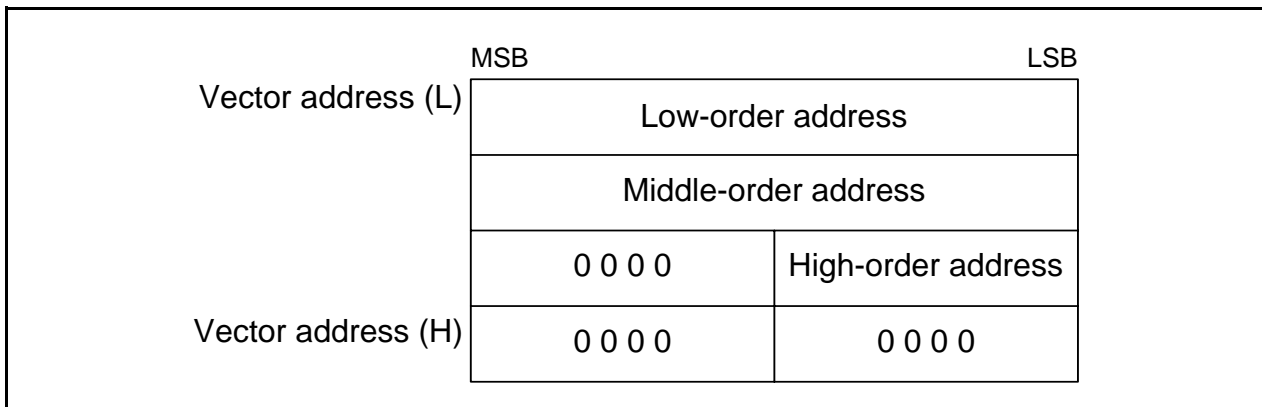 MSB LSB
Vector address (L) Low-order address
Middle-order address
0 0 0 0 High-order address
Vector address (H) 0 0 0 0 0 0 0 0